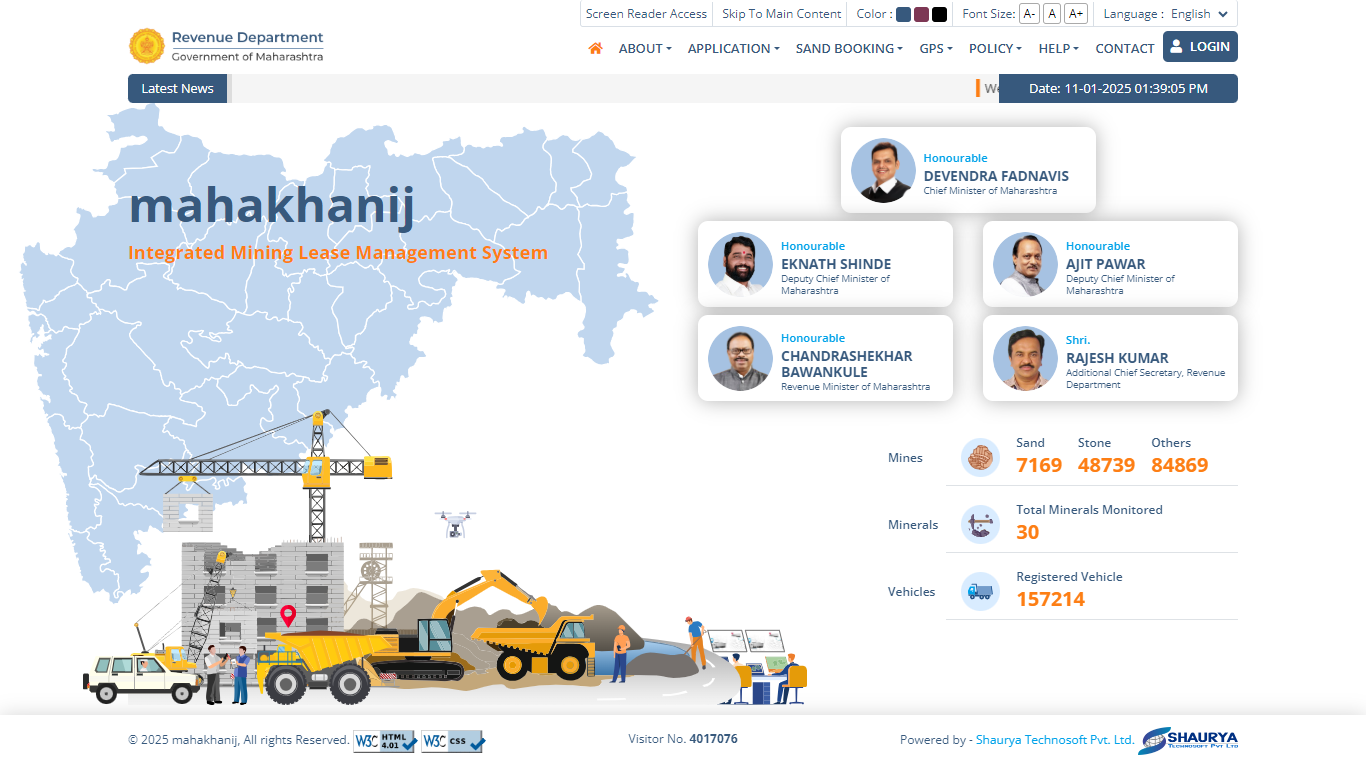 Screen Reader Access Skip To Main Content Color : Font Size: A- A A+ Language : English
Revenue Department
Government of Maharashtra
ABOUT APPLICATION SAND BOOKING GPS POLICY HELP CONTACT LOGIN
Latest News
Date: 11-01-2025 01:39:05 PM
mahakhanij
Integrated Mining Lease Management System
Honourable
DEVENDRA FADNAVIS
Chief Minister of Maharashtra
Honourable
EKNATH SHINDE
Deputy Chief Minister of
Maharashtra
Honourable
AJIT PAWAR
Deputy Chief Minister of
Maharashtra
Honourable
CHANDRASHEKHAR
BAWANKULE
Revenue Minister of Maharashtra
Shri.
RAJESH KUMAR
Additional Chief Secretary, Revenue
Department
Mines
Sand Stone Others
7169 48739 84869
Minerals
Total Minerals Monitored
30
Vehicles
Registered Vehicle
157214
© 2025 mahakhanij, All rights Reserved.
W3C HTML 4.01
W3C CSS
Visitor No. 4017076
Powered by - Shaurya Technosoft Pvt. Ltd.
SHAURYA
TECHNOSOFT PVT LTD